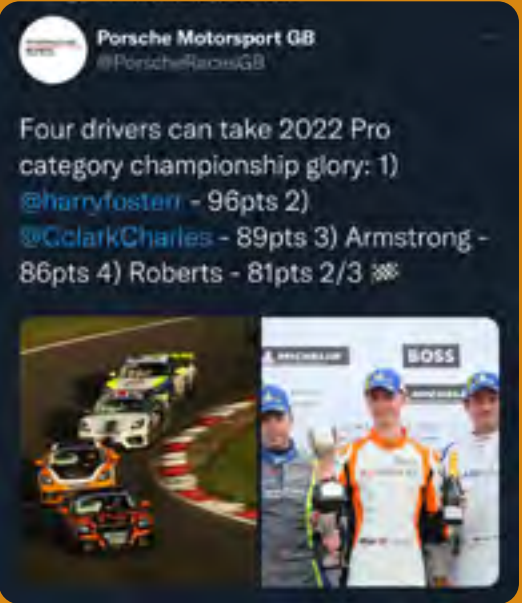 Porsche Motorsport GB
@PorscheRacesGB
Four drivers can take 2022 Pro
category championship glory: 1)
@harryfosterr - 96pts 2)
@CclarkCharles - 89pts 3) Armstrong -
86pts 4) Roberts - 81pts 2/3
MICHELIN
BOSS
MICHELIN